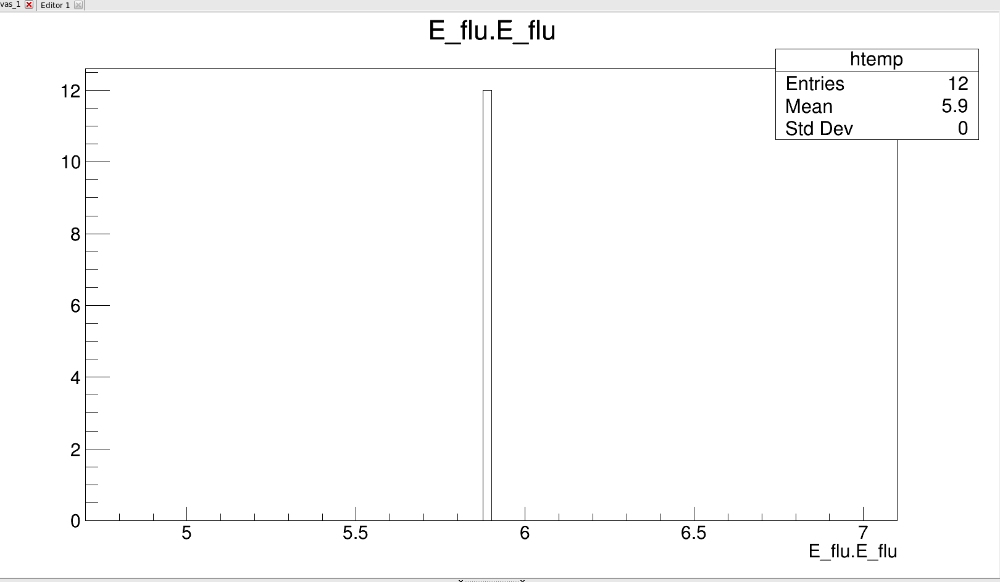 vas_1 Editor 1
E_flu.E_flu
htemp
Entries 12
Mean 5.9
Std Dev 0
12
10
8
6
4
2
0
5 5.5 6 6.5 7
E_flu.E_flu